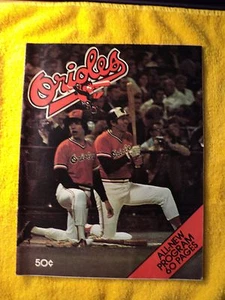 Orioles
ALL-NEW
PROGRAM
50¢
60 PAGES